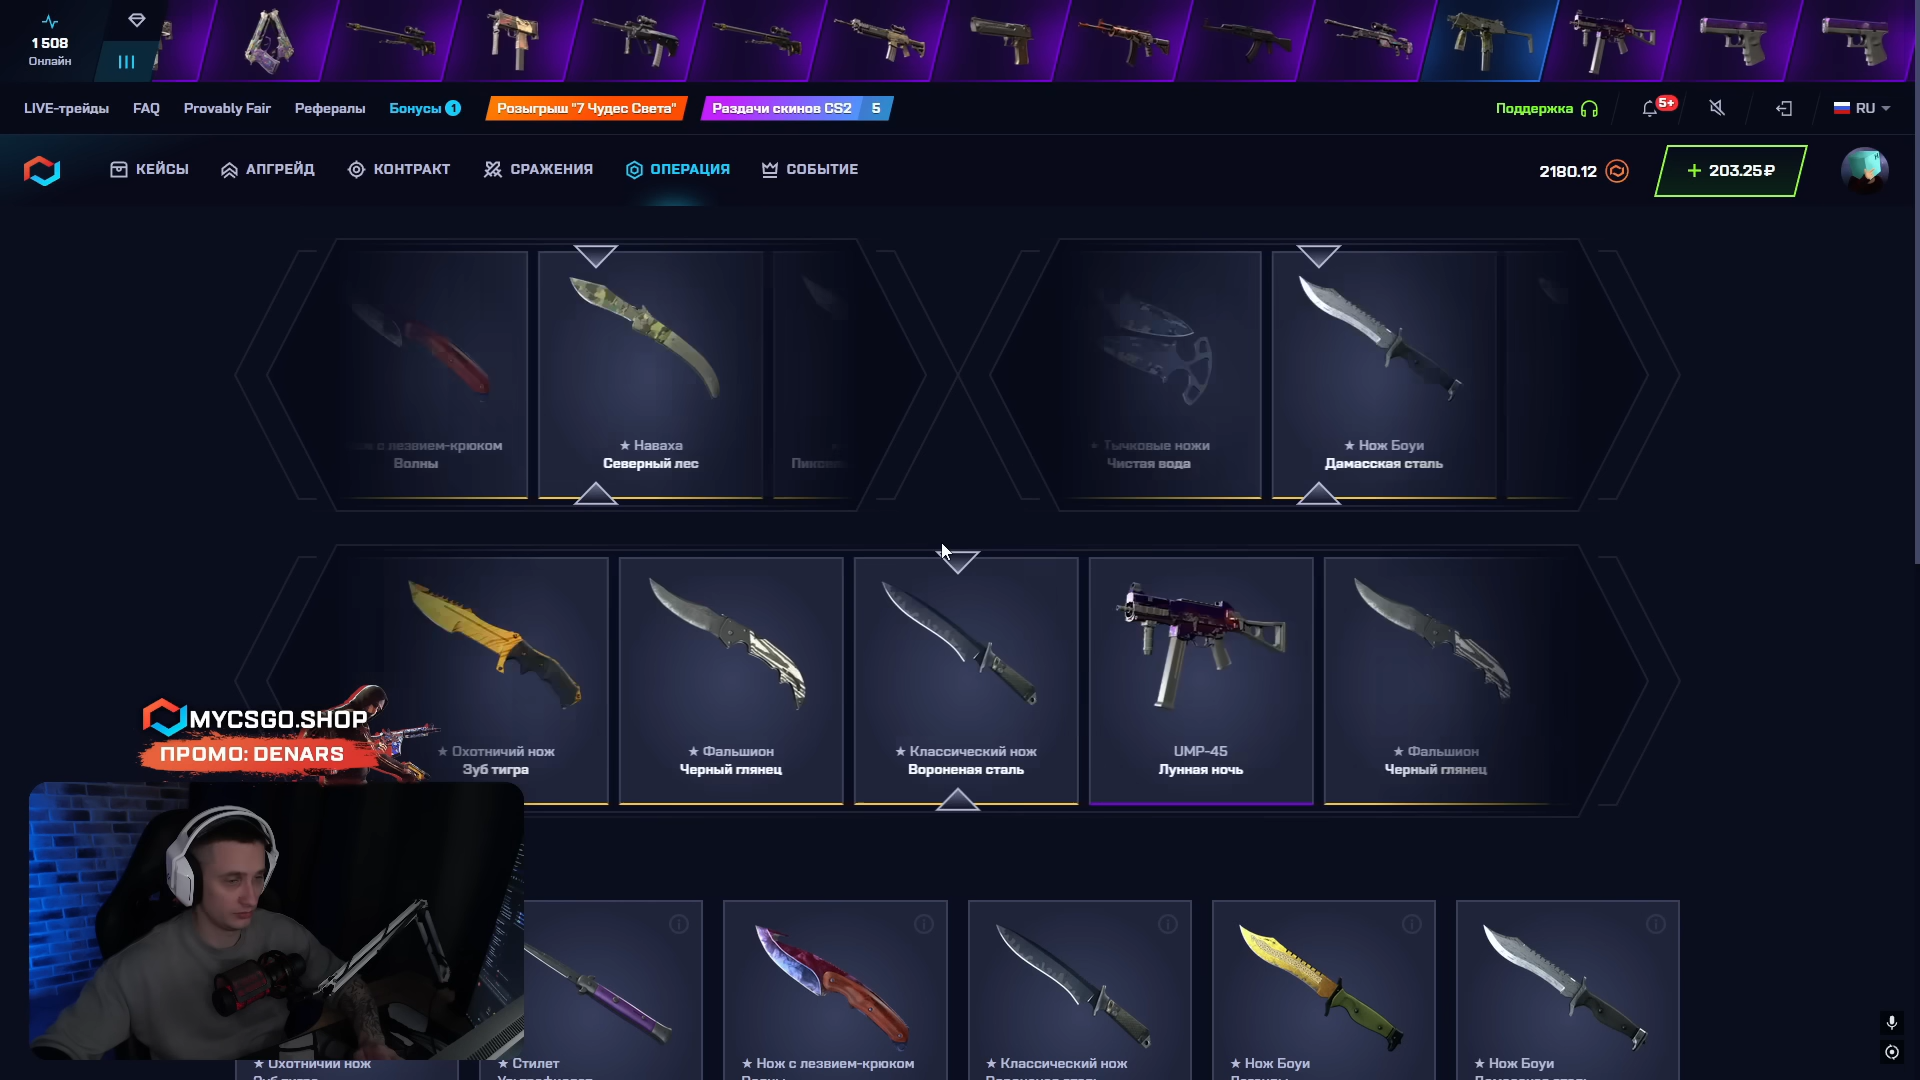 1 508
Онлайн
LIVE-трейды
FAQ
Provably Fair
Рефералы
Бонусы 1
Розыгрыш "7 Чудес Света"
Раздачи скинов CS2 5
Поддержка
5+
RU
КЕЙСЫ
АПГРЕЙД
КОНТРАКТ
СРАЖЕНИЯ
ОПЕРАЦИЯ
СОБЫТИЕ
2180.12
+ 203.25 ₽
с лезвием-крюком
Волны
★ Наваха
Северный лес
★ Тычковые ножи
Чистая вода
★ Нож Боуи
Дамасская сталь
★ Охотничий нож
Зуб тигра
★ Фальшион
Черный глянец
★ Классический нож
Вороненая сталь
UMP-45
Лунная ночь
★ Фальшион
Черный глянец
MYCSGO.SHOP
ПРОМО: DENARS
★ Охотничий нож
★ Стилет
★ Нож с лезвием-крюком
★ Классический нож
★ Нож Боуи
★ Нож Боуи